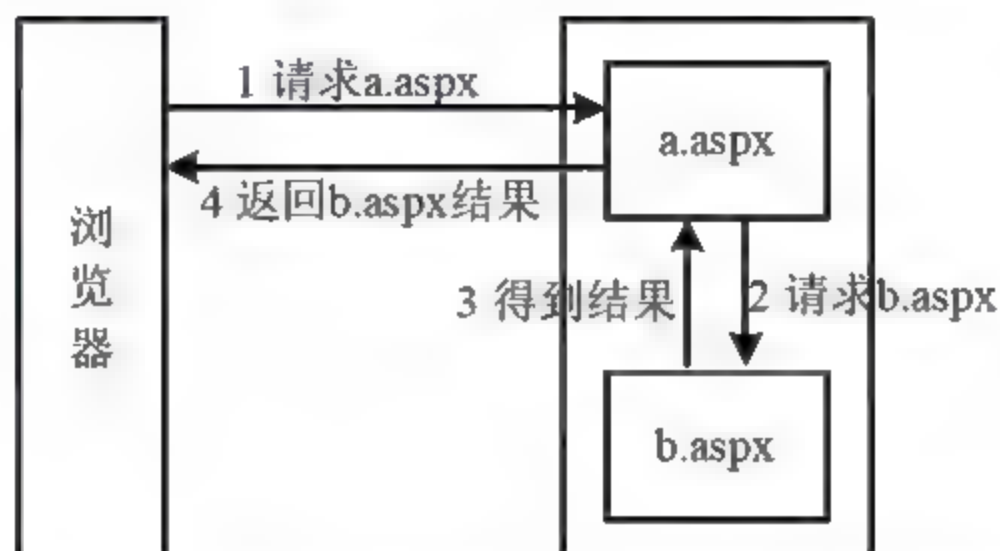 1 请求a.aspx
a.aspx
4 返回b.aspx结果
浏
览
器
3 得到结果
2 请求b.aspx
b.aspx